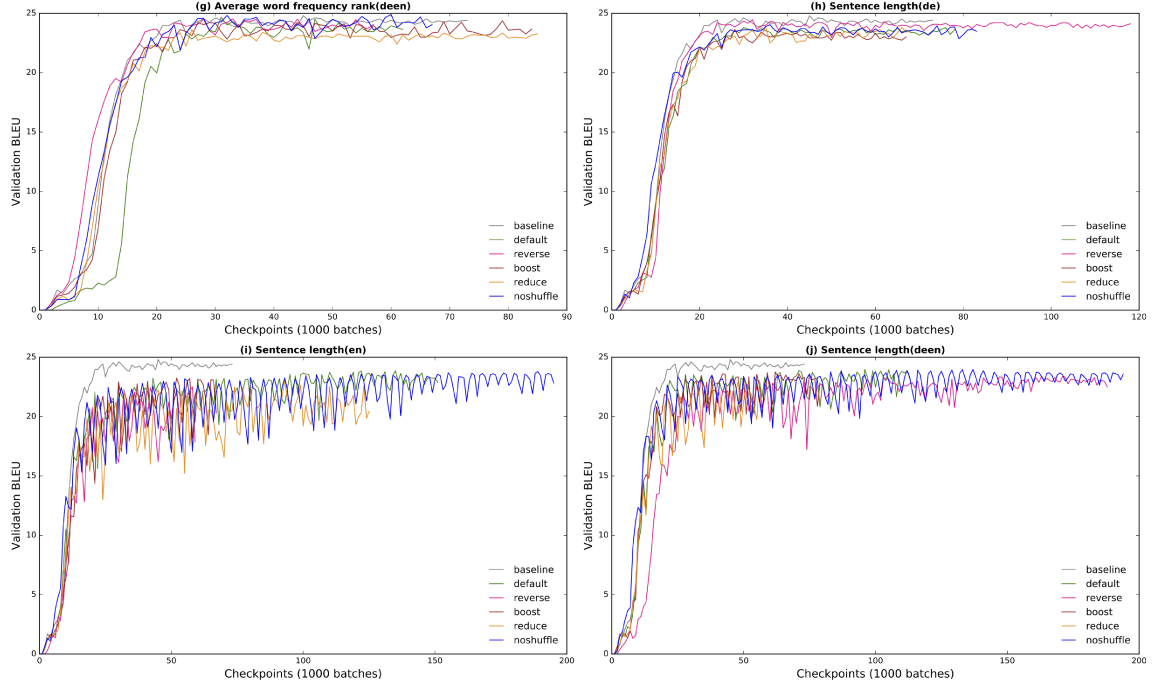 (g) Average word frequency rank(deen)
25
20
15
10
5
0
Validation BLEU
baseline
default
reverse
boost
reduce
noshuffle
0 10 20 30 40 50 60 70 80 90
Checkpoints (1000 batches)
(h) Sentence length(de)
25
20
15
10
5
0
Validation BLEU
baseline
default
reverse
boost
reduce
noshuffle
0 20 40 60 80 100 120
Checkpoints (1000 batches)
(i) Sentence length(en)
25
20
15
10
5
0
Validation BLEU
baseline
default
reverse
boost
reduce
noshuffle
0 50 100 150 200
Checkpoints (1000 batches)
(j) Sentence length(deen)
25
20
15
10
5
0
Validation BLEU
baseline
default
reverse
boost
reduce
noshuffle
0 50 100 150 200
Checkpoints (1000 batches)